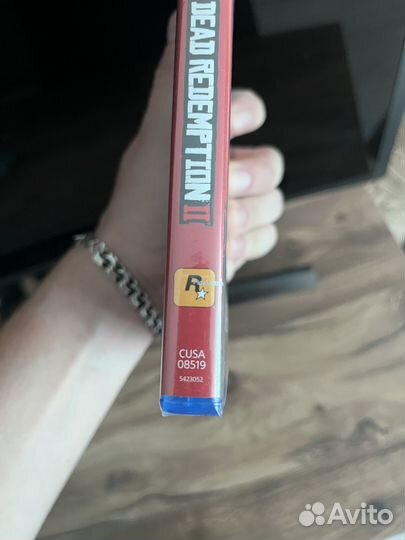 DEAD REDEMPTION II
R
CUSA
08519
5423052
Avito